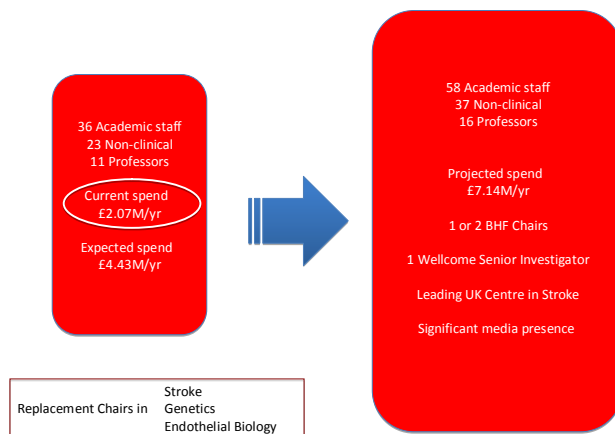 36 Academic staff
23 Non-clinical
11 Professors
Current spend
£2.07M/yr
Expected spend
£4.43M/yr
58 Academic staff
37 Non-clinical
16 Professors
Projected spend
£7.14M/yr
1 or 2 BHF Chairs
1 Wellcome Senior Investigator
Leading UK Centre in Stroke
Significant media presence
Replacement Chairs in
Stroke
Genetics
Endothelial Biology